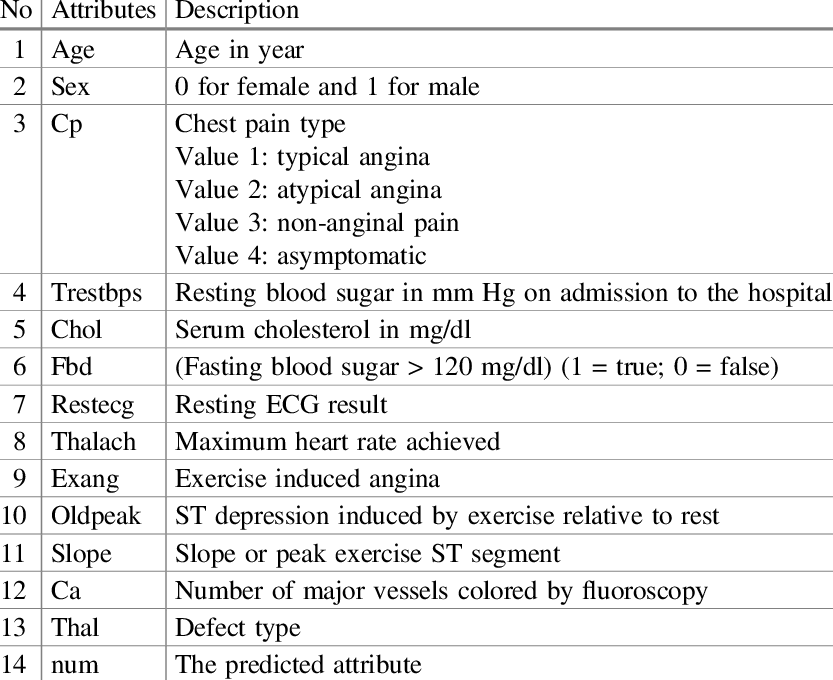 No Attributes Description
1 Age Age in year
2 Sex 0 for female and 1 for male
3 Cp Chest pain type
Value 1: typical angina
Value 2: atypical angina
Value 3: non-anginal pain
Value 4: asymptomatic
4 Trestbps Resting blood sugar in mm Hg on admission to the hospital
5 Chol Serum cholesterol in mg/dl
6 Fbd (Fasting blood sugar > 120 mg/dl) (1 = true; 0 = false)
7 Restecg Resting ECG result
8 Thalach Maximum heart rate achieved
9 Exang Exercise induced angina
10 Oldpeak ST depression induced by exercise relative to rest
11 Slope Slope or peak exercise ST segment
12 Ca Number of major vessels colored by fluoroscopy
13 Thal Defect type
14 num The predicted attribute